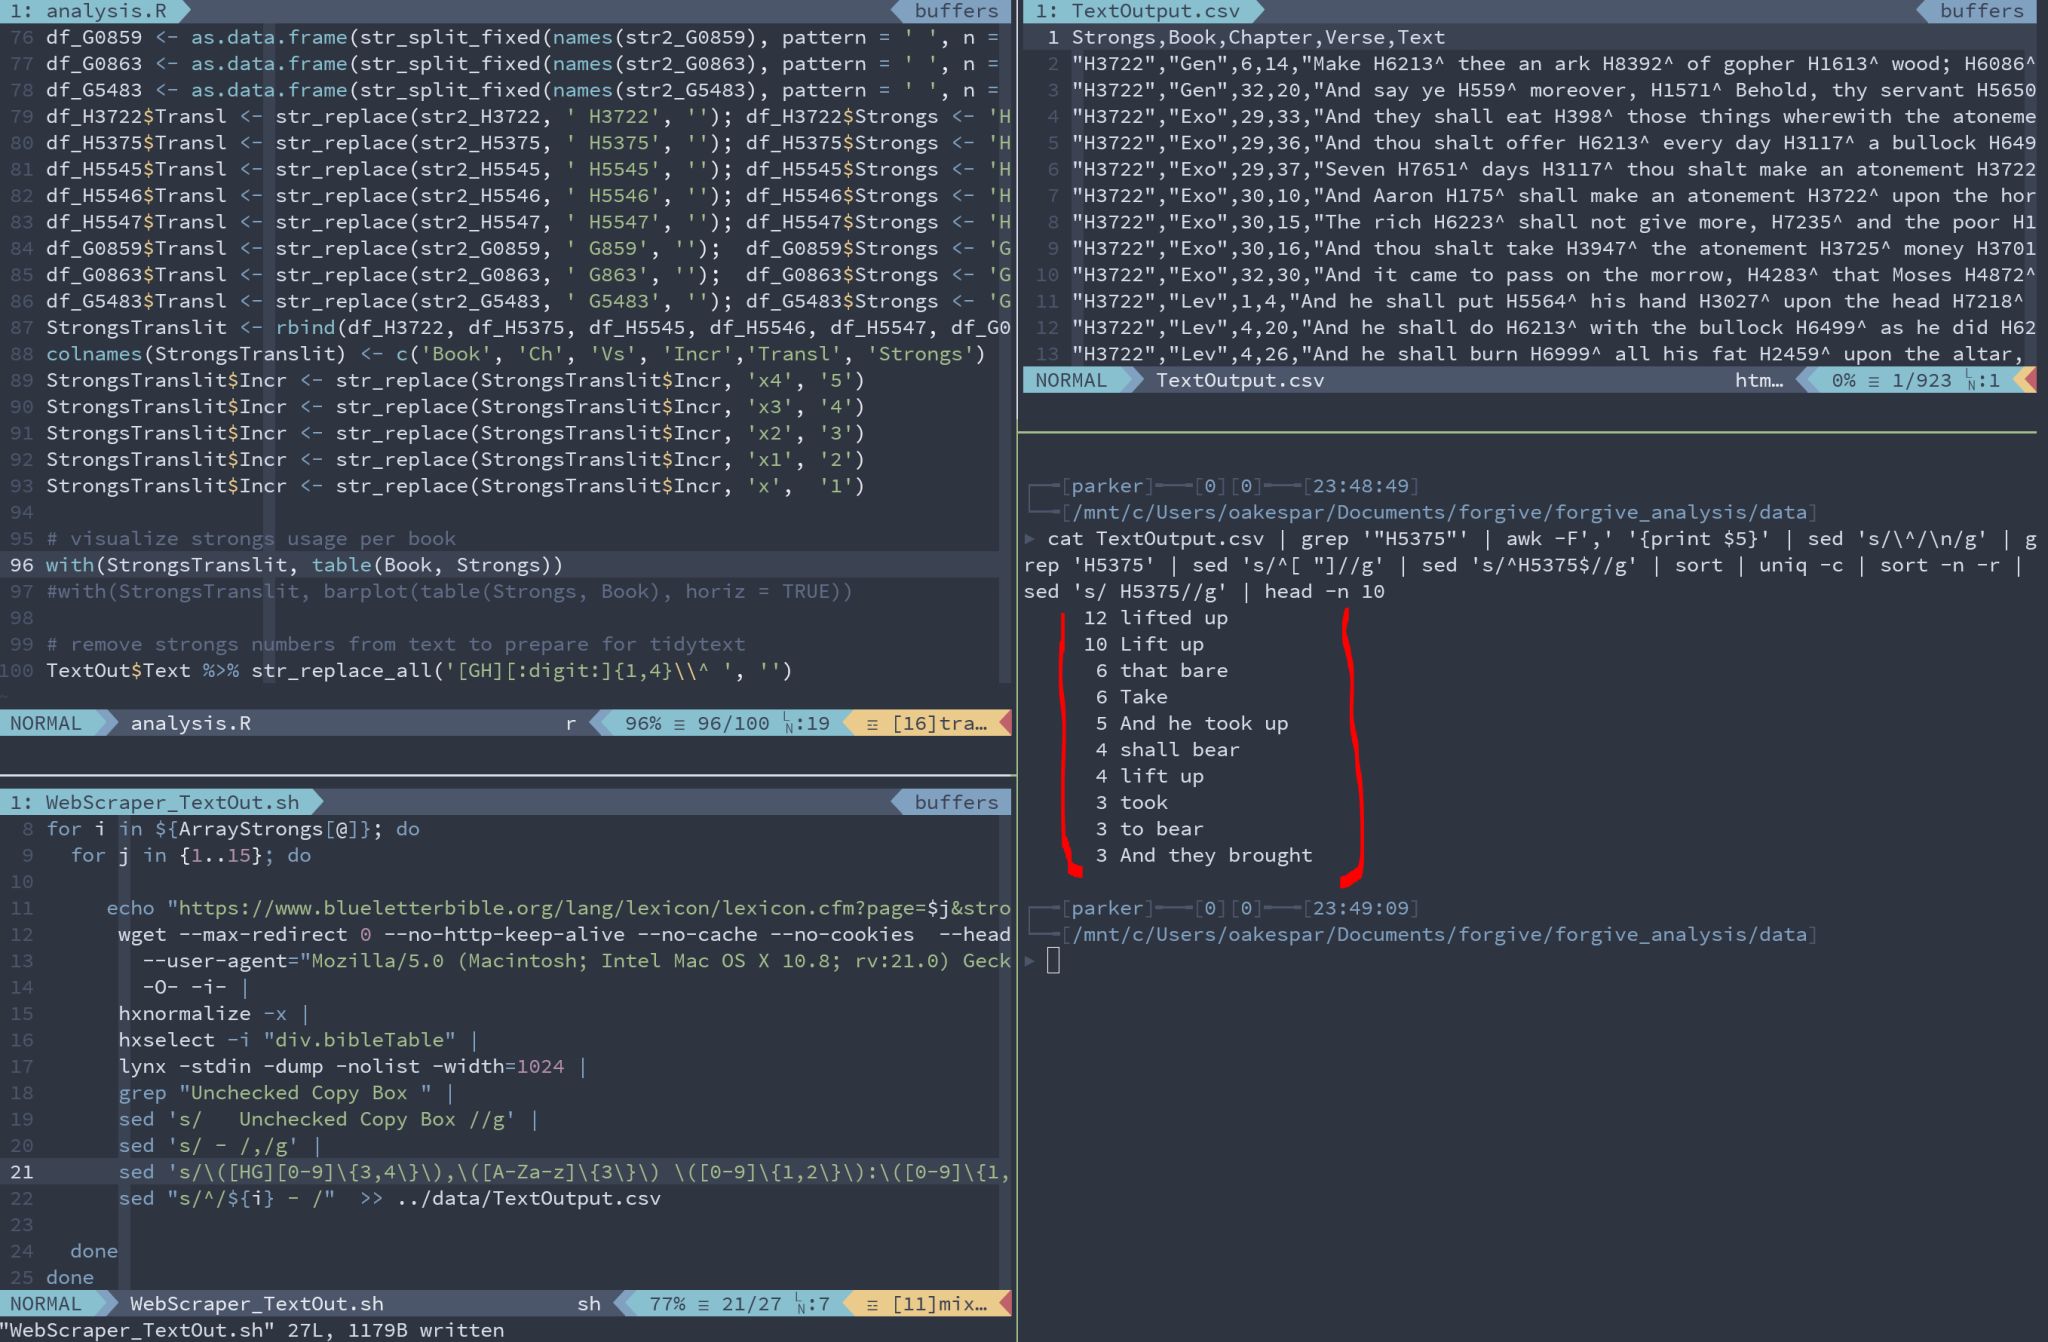 1: analysis.R buffers
76 df_G0859 <- as.data.frame(str_split_fixed(names(str2_G0859), pattern = ' ', n =
77 df_G0863 <- as.data.frame(str_split_fixed(names(str2_G0863), pattern = ' ', n =
78 df_G5483 <- as.data.frame(str_split_fixed(names(str2_G5483), pattern = ' ', n =
79 df_H3722$Transl <- str_replace(str2_H3722, ' H3722', ''); df_H3722$Strongs <- 'H
80 df_H5375$Transl <- str_replace(str2_H5375, ' H5375', ''); df_H5375$Strongs <- 'H
81 df_H5545$Transl <- str_replace(str2_H5545, ' H5545', ''); df_H5545$Strongs <- 'H
82 df_H5546$Transl <- str_replace(str2_H5546, ' H5546', ''); df_H5546$Strongs <- 'H
83 df_H5547$Transl <- str_replace(str2_H5547, ' H5547', ''); df_H5547$Strongs <- 'H
84 df_G0859$Transl <- str_replace(str2_G0859, ' G859', '');  df_G0859$Strongs <- 'G
85 df_G0863$Transl <- str_replace(str2_G0863, ' G863', '');  df_G0863$Strongs <- 'G
86 df_G5483$Transl <- str_replace(str2_G5483, ' G5483', ''); df_G5483$Strongs <- 'G
87 StrongsTranslit <- rbind(df_H3722, df_H5375, df_H5545, df_H5546, df_H5547, df_G0
88 colnames(StrongsTranslit) <- c('Book', 'Ch', 'Vs', 'Incr','Transl', 'Strongs')
89 StrongsTranslit$Incr <- str_replace(StrongsTranslit$Incr, 'x4', '5')
90 StrongsTranslit$Incr <- str_replace(StrongsTranslit$Incr, 'x3', '4')
91 StrongsTranslit$Incr <- str_replace(StrongsTranslit$Incr, 'x2', '3')
92 StrongsTranslit$Incr <- str_replace(StrongsTranslit$Incr, 'x1', '2')
93 StrongsTranslit$Incr <- str_replace(StrongsTranslit$Incr, 'x',  '1')
94
95 # visualize strongs usage per book
96 with(StrongsTranslit, table(Book, Strongs))
97 #with(StrongsTranslit, barplot(table(Strongs, Book), horiz = TRUE))
98
99 # remove strongs numbers from text to prepare for tidytext
100 TextOut$Text %>% str_replace_all('[GH][:digit:]{1,4}\\^ ', '')
~
NORMAL analysis.R r 96% ≡ 96/100 LN:19 ☲ [16]tra…
1: WebScraper_TextOut.sh buffers
8 for i in ${ArrayStrongs[@]}; do
9   for j in {1..15}; do
10
11      echo "https://www.blueletterbible.org/lang/lexicon/lexicon.cfm?page=$j&stro
12       wget --max-redirect 0 --no-http-keep-alive --no-cache --no-cookies  --head
13         --user-agent="Mozilla/5.0 (Macintosh; Intel Mac OS X 10.8; rv:21.0) Geck
14         -O- -i- |
15       hxnormalize -x |
16       hxselect -i "div.bibleTable" |
17       lynx -stdin -dump -nolist -width=1024 |
18       grep "Unchecked Copy Box " |
19       sed 's/   Unchecked Copy Box //g' |
20       sed 's/ - /,/g' |
21       sed 's/\([HG][0-9]\{3,4\}\),\([A-Za-z]\{3\}\) \([0-9]\{1,2\}\):\([0-9]\{1,
22       sed "s/^/${i} - /"  >> ../data/TextOutput.csv
23
24   done
25 done
NORMAL WebScraper_TextOut.sh sh 77% ≡ 21/27 LN:7 ☲ [11]mix…
"WebScraper_TextOut.sh" 27L, 1179B written
1: TextOutput.csv buffers
1 Strongs,Book,Chapter,Verse,Text
2 "H3722","Gen",6,14,"Make H6213^ thee an ark H8392^ of gopher H1613^ wood; H6086^
3 "H3722","Gen",32,20,"And say ye H559^ moreover, H1571^ Behold, thy servant H5650
4 "H3722","Exo",29,33,"And they shall eat H398^ those things wherewith the atoneme
5 "H3722","Exo",29,36,"And thou shalt offer H6213^ every day H3117^ a bullock H649
6 "H3722","Exo",29,37,"Seven H7651^ days H3117^ thou shalt make an atonement H3722
7 "H3722","Exo",30,10,"And Aaron H175^ shall make an atonement H3722^ upon the hor
8 "H3722","Exo",30,15,"The rich H6223^ shall not give more, H7235^ and the poor H1
9 "H3722","Exo",30,16,"And thou shalt take H3947^ the atonement H3725^ money H3701
10 "H3722","Exo",32,30,"And it came to pass on the morrow, H4283^ that Moses H4872^
11 "H3722","Lev",1,4,"And he shall put H5564^ his hand H3027^ upon the head H7218^
12 "H3722","Lev",4,20,"And he shall do H6213^ with the bullock H6499^ as he did H62
13 "H3722","Lev",4,26,"And he shall burn H6999^ all his fat H2459^ upon the altar,
NORMAL TextOutput.csv htm… 0% ≡ 1/923 LN:1
[parker]——[0][0]——[23:48:49]
[/mnt/c/Users/oakespar/Documents/forgive/forgive_analysis/data]
▸ cat TextOutput.csv | grep '"H5375"' | awk -F',' '{print $5}' | sed 's/\^/\n/g' | g
rep 'H5375' | sed 's/^[ "]//g' | sed 's/^H5375$//g' | sort | uniq -c | sort -n -r |
sed 's/ H5375//g' | head -n 10
12 lifted up
10 Lift up
6 that bare
6 Take
5 And he took up
4 shall bear
4 lift up
3 took
3 to bear
3 And they brought
[parker]——[0][0]——[23:49:09]
[/mnt/c/Users/oakespar/Documents/forgive/forgive_analysis/data]
▸